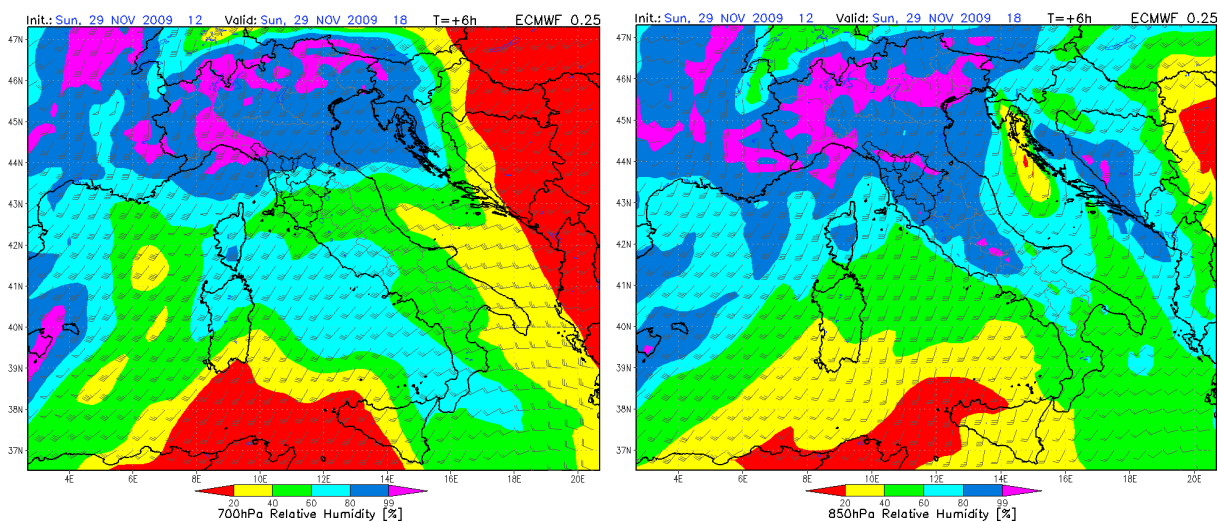 Init.: Sun, 29 NOV 2009 12 Valid: Sun, 29 NOV 2009 18 T=+6h ECMWF 0.25
47N
46N
45N
44N
43N
42N
41N
40N
39N
38N
37N
4E 6E 8E 10E 12E 14E 16E 18E 20E
20 40 60 80 99
700hPa Relative Humidity [%]
Init.: Sun, 29 NOV 2009 12 Valid: Sun, 29 NOV 2009 18 T=+6h ECMWF 0.25
47N
46N
45N
44N
43N
42N
41N
40N
39N
38N
37N
4E 6E 8E 10E 12E 14E 16E 18E 20E
20 40 60 80 99
850hPa Relative Humidity [%]